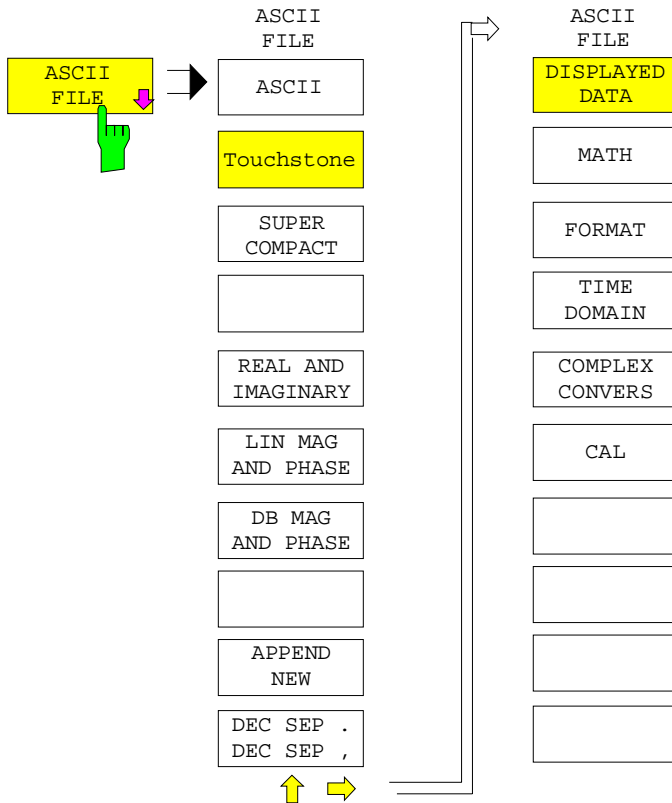 ASCII
FILE
ASCII
FILE
ASCII
Touchstone
SUPER
COMPACT
REAL AND
IMAGINARY
LIN MAG
AND PHASE
DB MAG
AND PHASE
APPEND
NEW
DEC SEP .
DEC SEP ,
ASCII
FILE
DISPLAYED
DATA
MATH
FORMAT
TIME
DOMAIN
COMPLEX
CONVERS
CAL